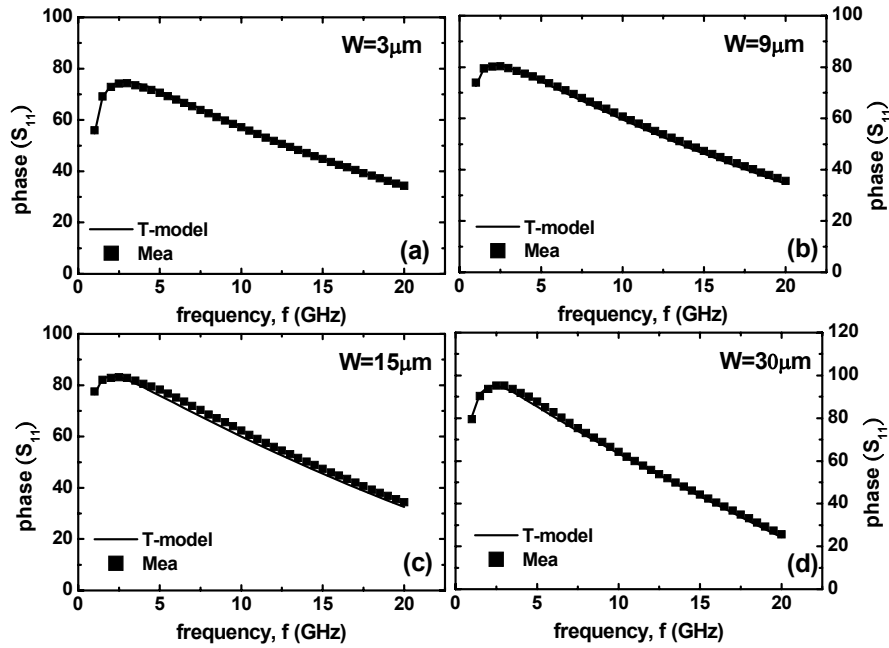 W=3μm
phase (S11)
100
80
60
40
20
0
T-model
Mea
(a)
0 5 10 15 20
frequency, f (GHz)
W=9μm
100
80
60
40
20
0
phase (S11)
T-model
Mea
(b)
0 5 10 15 20
frequency, f (GHz)
W=15μm
phase (S11)
100
80
60
40
20
0
T-model
Mea
(c)
0 5 10 15 20
frequency, f (GHz)
W=30μm
120
100
80
60
40
20
0
phase (S11)
T-model
Mea
(d)
0 5 10 15 20
frequency, f (GHz)